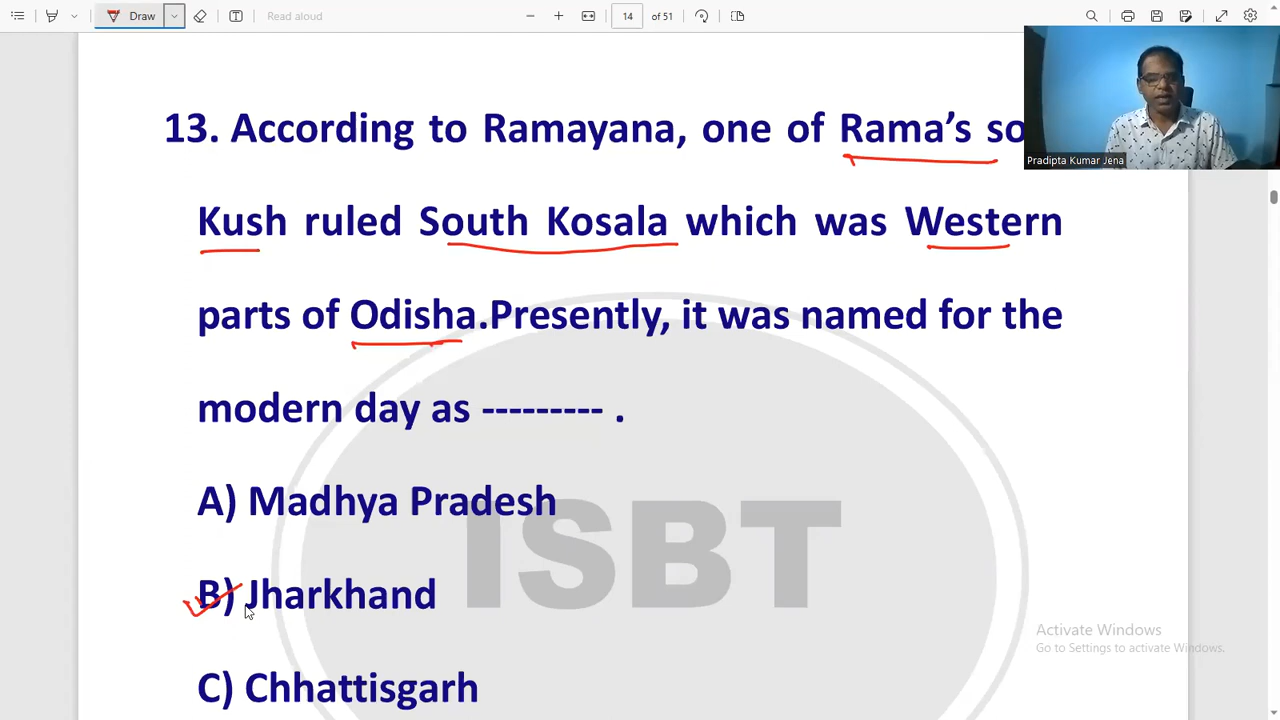 Draw
Read aloud
14 of 51
13. According to Ramayana, one of Rama's so
Pradipta Kumar Jena
Kush ruled South Kosala which was Western
parts of Odisha.Presently, it was named for the
modern day as --------- .
A) Madhya Pradesh
ISBT
B) Jharkhand
Activate Windows
Go to Settings to activate Windows.
C) Chhattisgarh